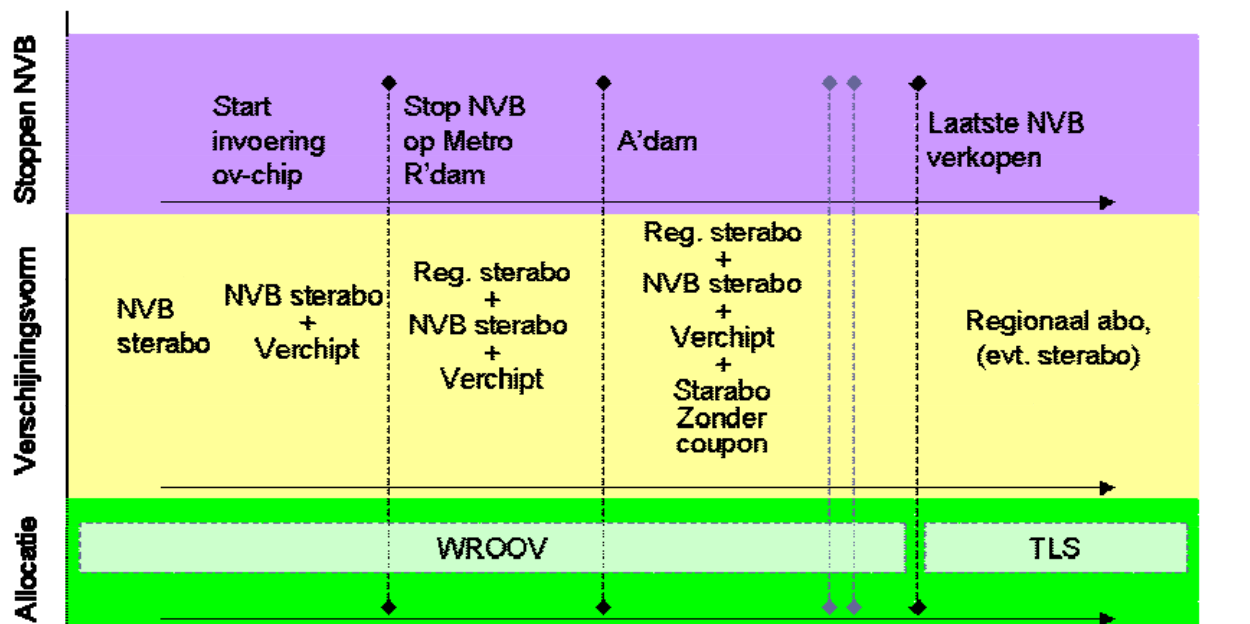 Stoppen NVB
Start
invoering
ov-chip
Stop NVB
op Metro
R'dam
A'dam
Laatste NVB
verkopen
Verschijningsvorm
NVB
sterabo
NVB sterabo
+
Verchipt
Reg. sterabo
+
NVB sterabo
+
Verchipt
Reg. sterabo
+
NVB sterabo
+
Verchipt
+
Starabo
Zonder
coupon
Regionaal abo,
(evt. sterabo)
Allocatie
WROOV
TLS